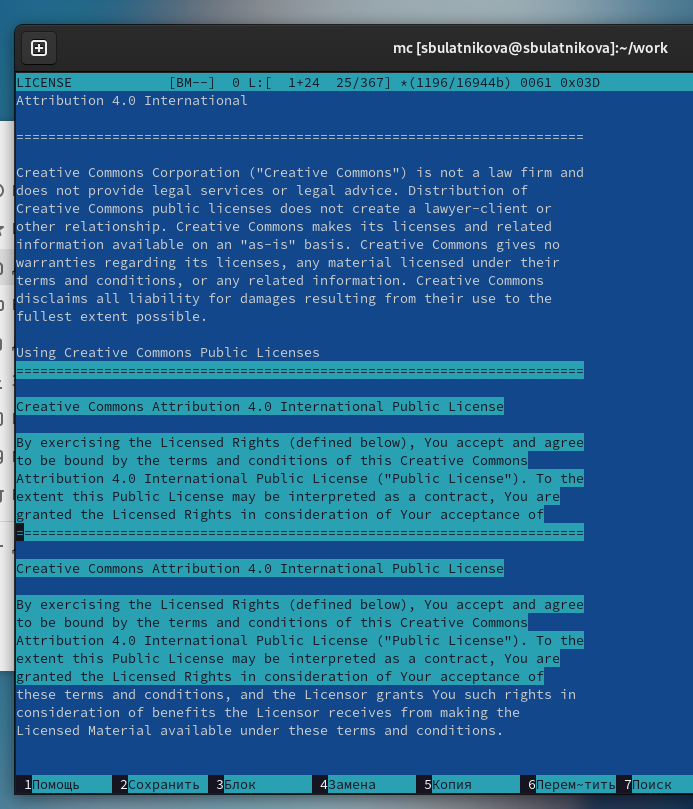 mc [sbulatnikova@sbulatnikova]:~/work
LICENSE [BM--] 0 L:[ 1+24 25/367] *(1196/16944b) 0061 0x03D
Attribution 4.0 International
=======================================================================
Creative Commons Corporation ("Creative Commons") is not a law firm and
does not provide legal services or legal advice. Distribution of
Creative Commons public licenses does not create a lawyer-client or
other relationship. Creative Commons makes its licenses and related
information available on an "as-is" basis. Creative Commons gives no
warranties regarding its licenses, any material licensed under their
terms and conditions, or any related information. Creative Commons
disclaims all liability for damages resulting from their use to the
fullest extent possible.
Using Creative Commons Public Licenses
=======================================================================
Creative Commons Attribution 4.0 International Public License
By exercising the Licensed Rights (defined below), You accept and agree
to be bound by the terms and conditions of this Creative Commons
Attribution 4.0 International Public License ("Public License"). To the
extent this Public License may be interpreted as a contract, You are
granted the Licensed Rights in consideration of Your acceptance of
=======================================================================
Creative Commons Attribution 4.0 International Public License
By exercising the Licensed Rights (defined below), You accept and agree
to be bound by the terms and conditions of this Creative Commons
Attribution 4.0 International Public License ("Public License"). To the
extent this Public License may be interpreted as a contract, You are
granted the Licensed Rights in consideration of Your acceptance of
these terms and conditions, and the Licensor grants You such rights in
consideration of benefits the Licensor receives from making the
Licensed Material available under these terms and conditions.
1Помощь 2Сохранить 3Блок 4Замена 5Копия 6Перем~тить 7Поиск